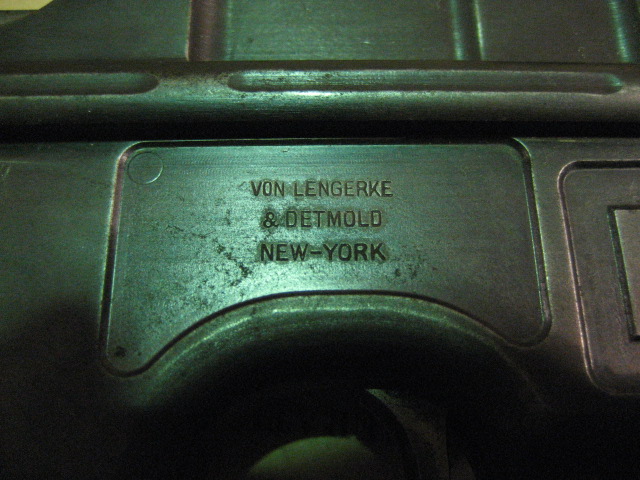 VON LENGERKE
& DETMOLD
NEW-YORK